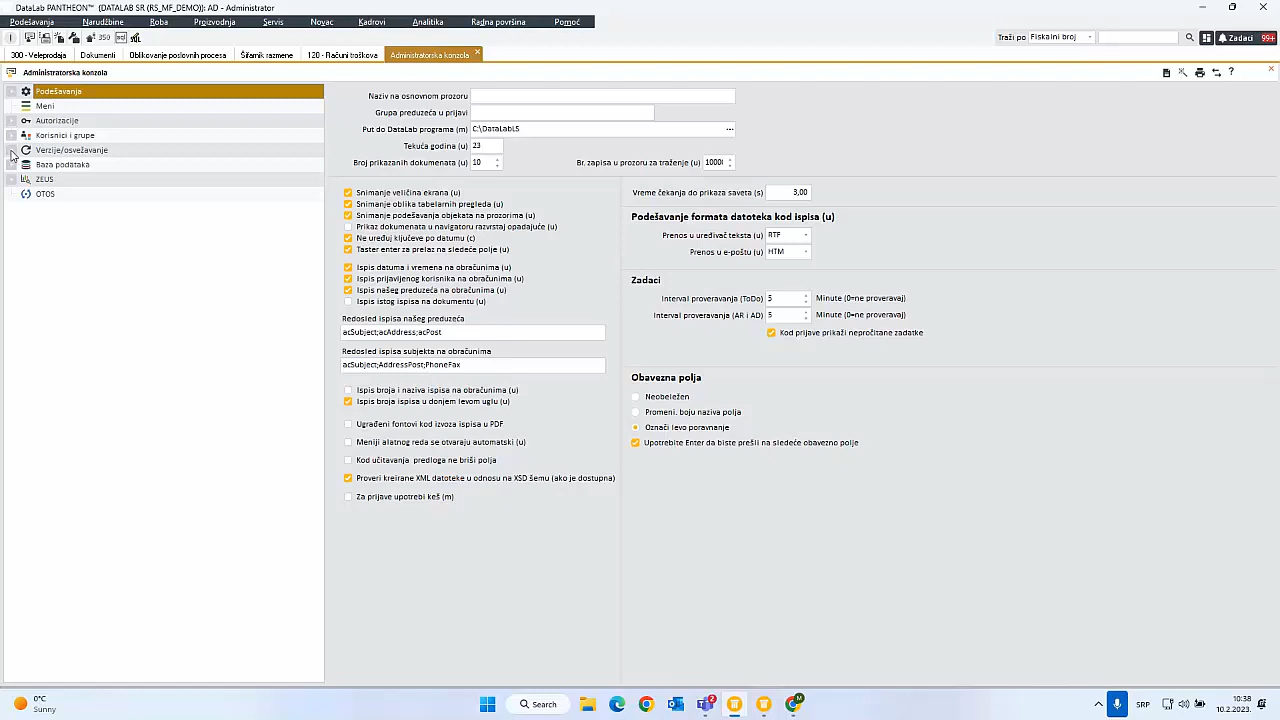 DataLab PANTHEON™ (DATALAB SR (RS_MF_DEMO)); AD - Administrator
Podešavanja Narudžbine Roba Proizvodnja Servis Novac Kadrovi Analitika Radna površina Pomoć
350
Traži po Fiskalni broj Zadaci 99+
300 - Veleprodaja Dokumenti Oblikovanje poslovnih procesa Šifarnik razmene 120 - Računi troškova Administratorska konzola
Administratorska konzola
Podešavanja
Meni
Autorizacije
Korisnici i grupe
Verzije/osvežavanje
Baza podataka
ZEUS
OTOS
Naziv na osnovnom prozoru
Grupa preduzeća u prijavi
Put do DataLab programa (m) C:\DataLabLS ...
Tekuća godina (u) 23
Broj prikazanih dokumenata (u) 10 Br. zapisa u prozoru za traženje (u)
Snimanje veličina ekrana (u)
Snimanje oblika tabelarnih pregleda (u)
Snimanje podešavanja objekata na prozorima (u)
Prikaz dokumenata u navigatoru razvrstaj opadajuće (u)
Ne uređuj ključeve po datumu (c)
Taster enter za prelaz na sledeće polje (u)
Ispis datuma i vremena na obračunima (u)
Ispis prijavljenog korisnika na obračunima (u)
Ispis našeg preduzeća na obračunima (u)
Ispis istog ispisa na dokumentu (u)
Redosled ispisa našeg preduzeća
acSubject;acAddress;acPost
Redosled ispisa subjekta na obračunima
acSubject;AddressPost;PhoneFax
Ispis broja i naziva ispisa na obračunima (u)
Ispis broja ispisa u donjem levom uglu (u)
Ugrađeni fontovi kod izvoza ispisa u PDF
Meniji alatnog reda se otvaraju automatski (u)
Kod učitavanja predloga ne briši polja
Proveri kreirane XML datoteke u odnosu na XSD šemu (ako je dostupna)
Za prijave upotrebi keš (m)
Vreme čekanja do prikaza saveta (s) 3,00
Podešavanje formata datoteka kod ispisa (u)
Prenos u uređivač teksta (u) RTF
Prenos u e-poštu (u) HTM
Zadaci
Interval proveravanja (ToDo) 5 Minute (0=ne proveravaj)
Interval proveravanja (AR i AD) 5 Minute (0=ne proveravaj)
Kod prijave prikaži nepročitane zadatke
Obavezna polja
Neobeležen
Promeni. boju naziva polja
Označi levo poravnanje
Upotrebite Enter da biste prešli na sledeće obavezno polje
0°C
Sunny
Search
2
M
SRP
10:38
10.2.2023.